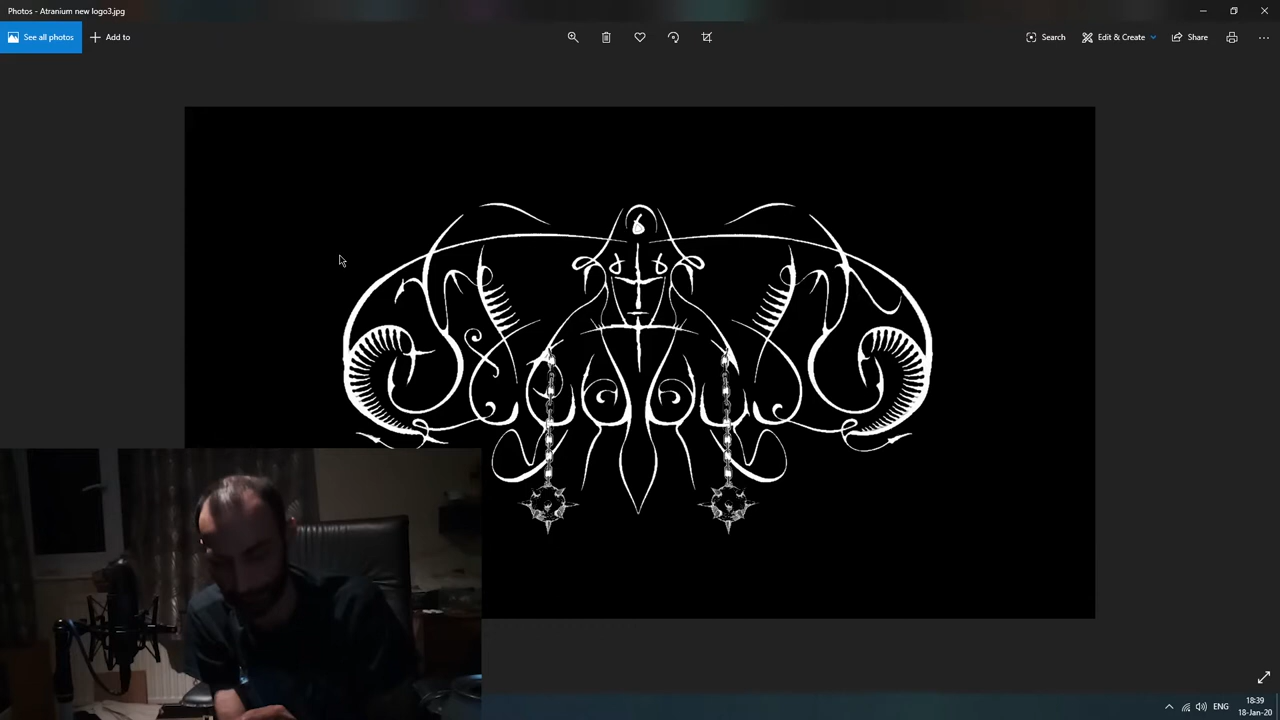 Photos - Atranium new logo3.jpg
See all photos
Add to
Search
Edit & Create
Share
ENG
18:39
18-Jan-20